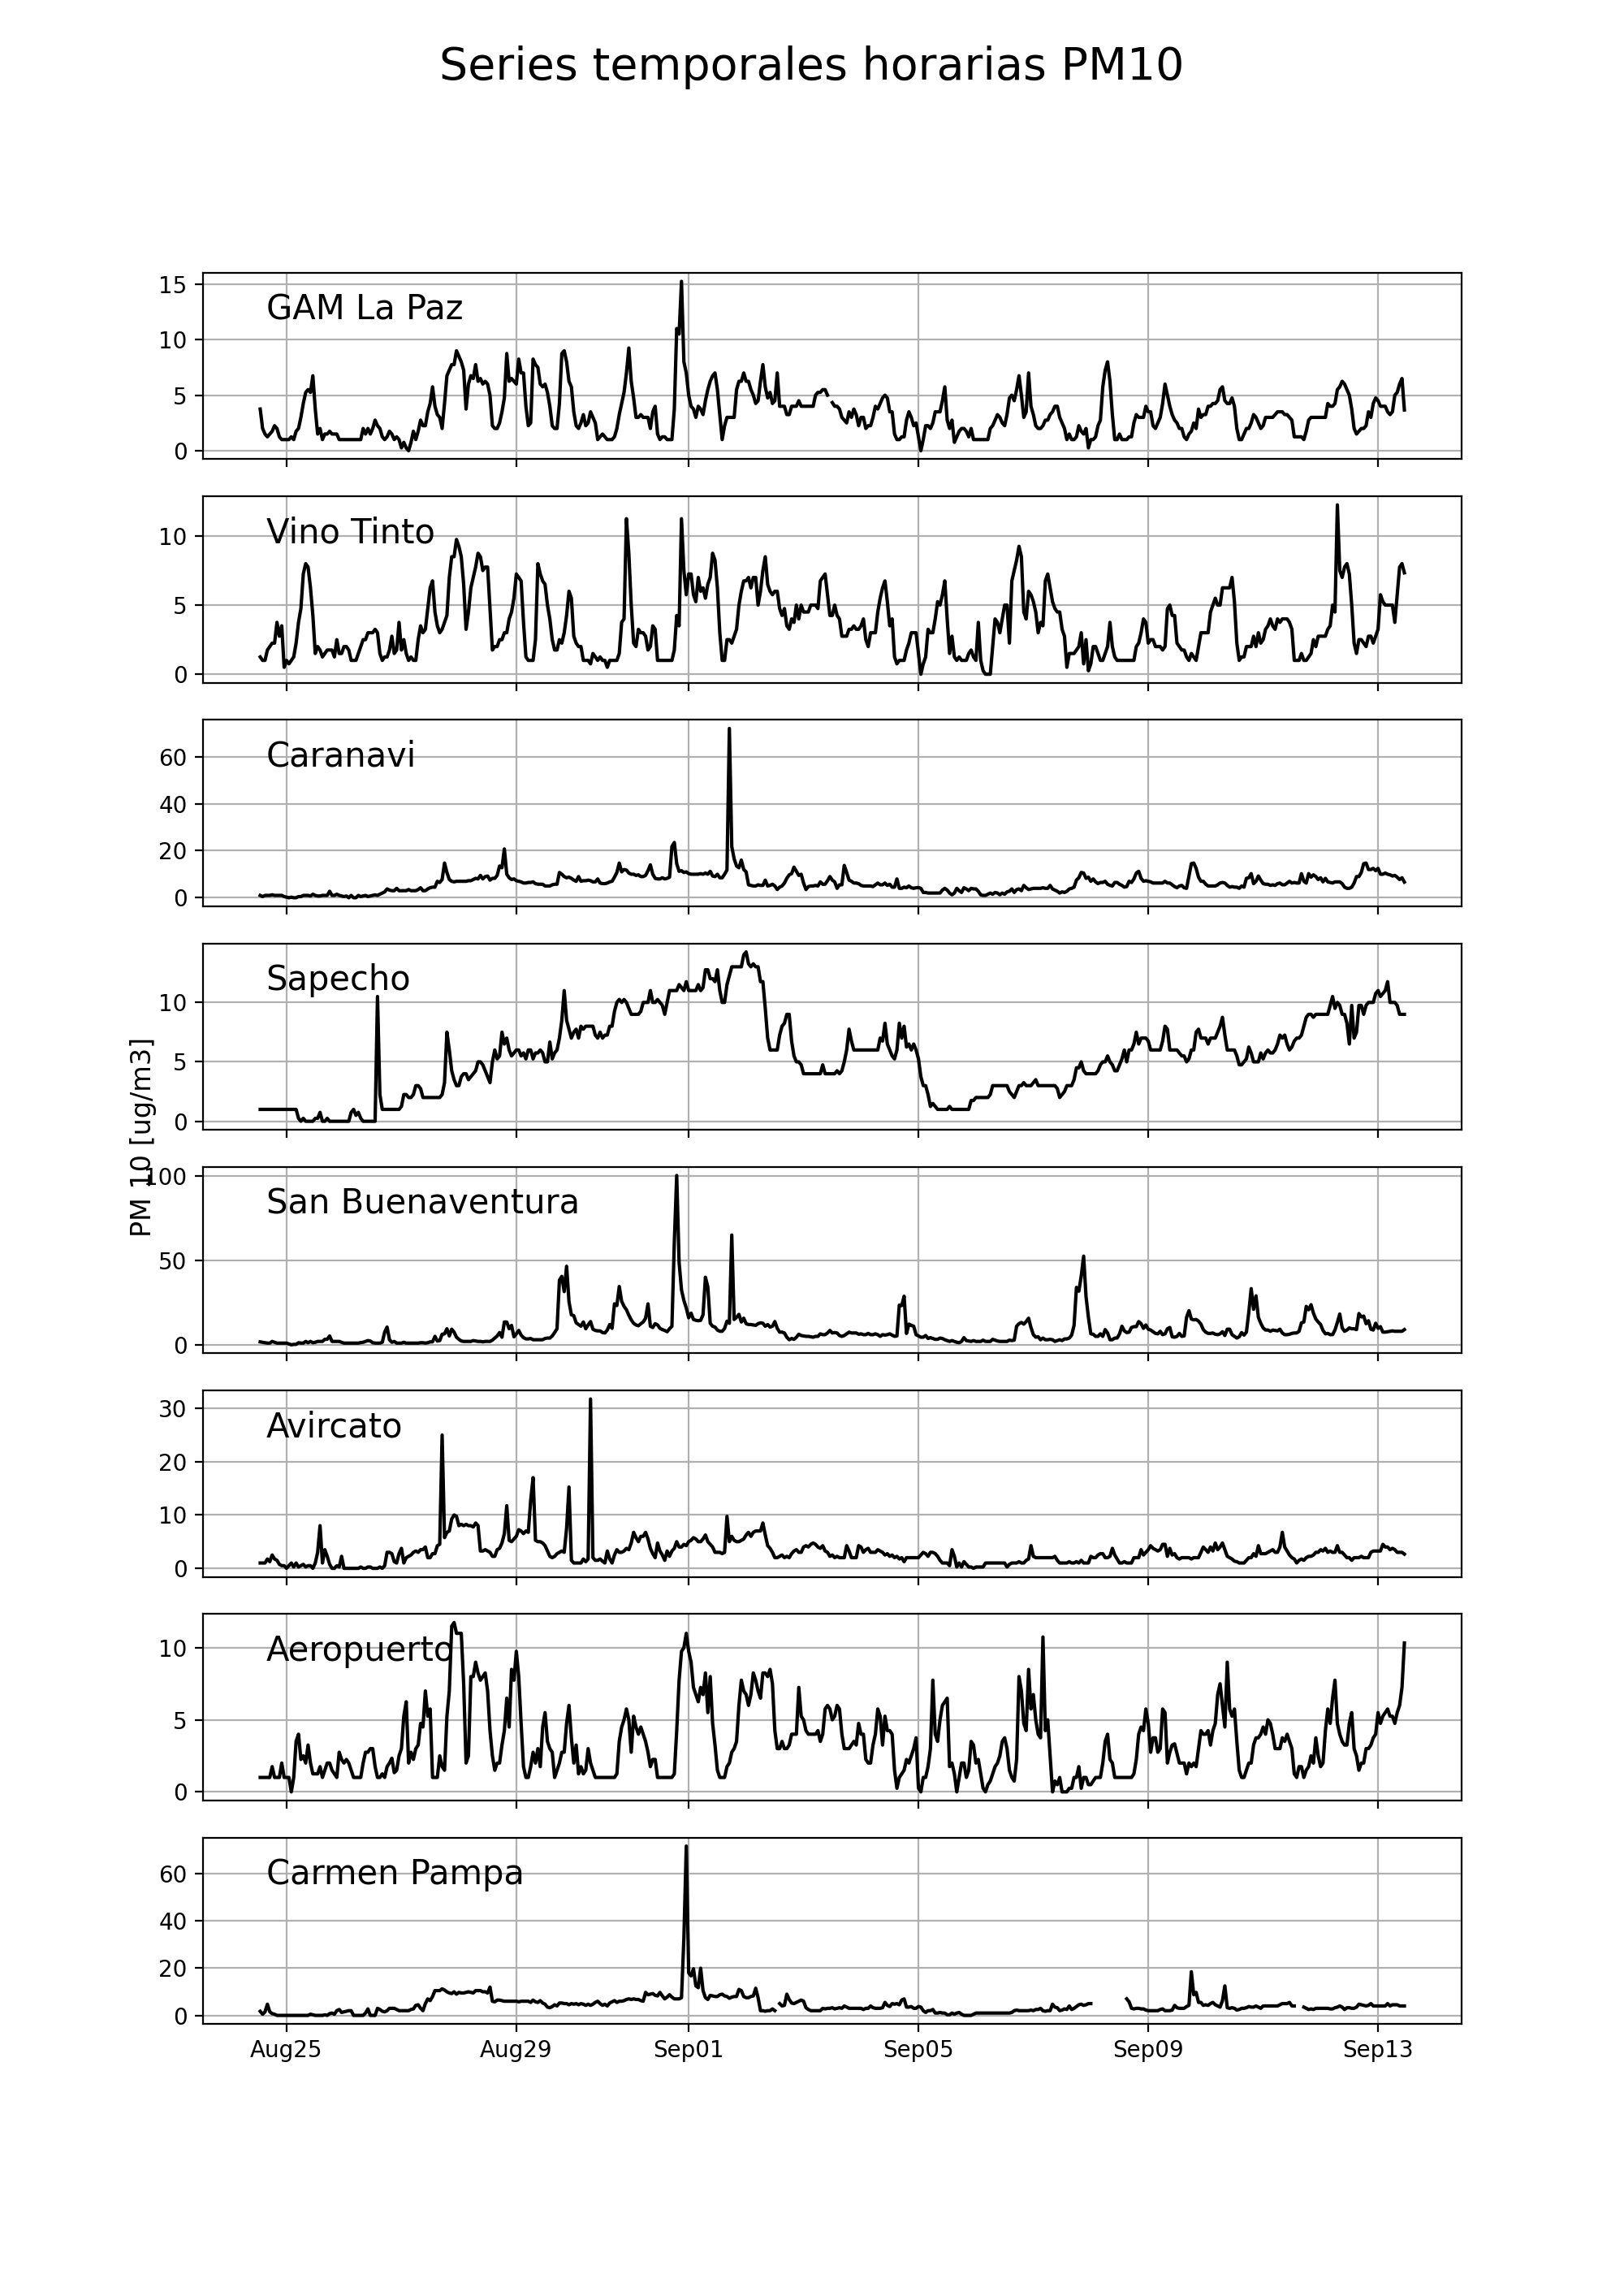 Series temporales horarias PM10
15
GAM La Paz
10
5
0
Vino Tinto
10
5
0
Caranavi
60
40
20
0
Sapecho
10
5
0
PM 10 [ug/m3]
100
San Buenaventura
50
0
30
Avircato
20
10
0
Aeropuerto
10
5
0
Carmen Pampa
60
40
20
0
Aug25 Aug29 Sep01 Sep05 Sep09 Sep13